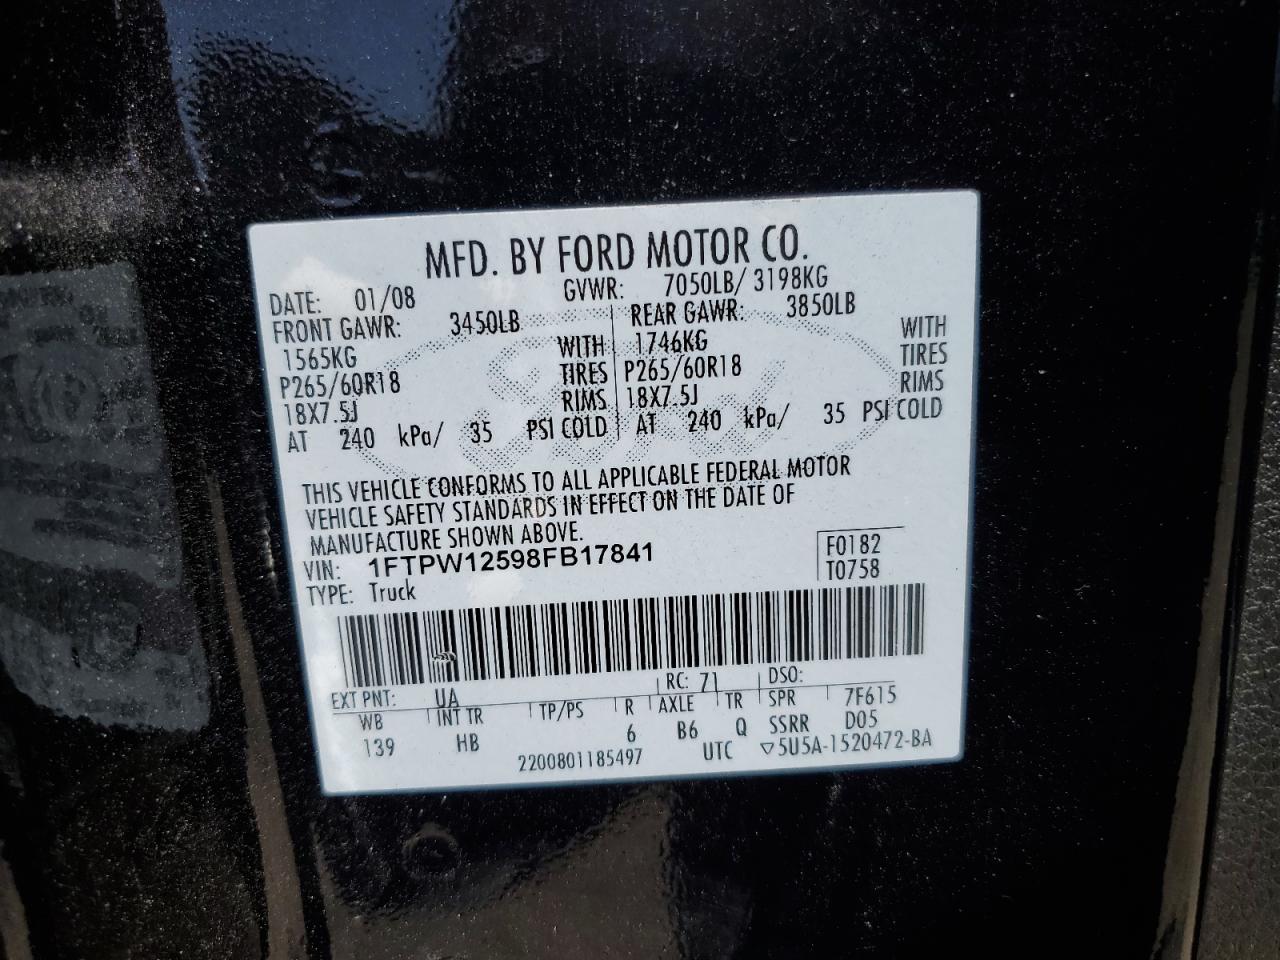 MFD. BY FORD MOTOR CO.
DATE: 01/08 GVWR: 7050LB/ 3198KG
FRONT GAWR: 3450LB REAR GAWR: 3850LB
1565KG WITH 1746KG WITH
P265/60R18 TIRES P265/60R18 TIRES
18X7.5J RIMS 18X7.5J RIMS
AT 240 kPa/ 35 PSI COLD AT 240 kPa/ 35 PSI COLD
THIS VEHICLE CONFORMS TO ALL APPLICABLE FEDERAL MOTOR
VEHICLE SAFETY STANDARDS IN EFFECT ON THE DATE OF
MANUFACTURE SHOWN ABOVE.
VIN: 1FTPW12598FB17841 F0182
TYPE: Truck T0758
EXT PNT: UA RC: 71 DSO:
WB INT TR TP/PS R AXLE TR SPR 7F615
139 HB 6 B6 Q SSRR D05
2200801185497 UTC ▽5U5A-1520472-BA